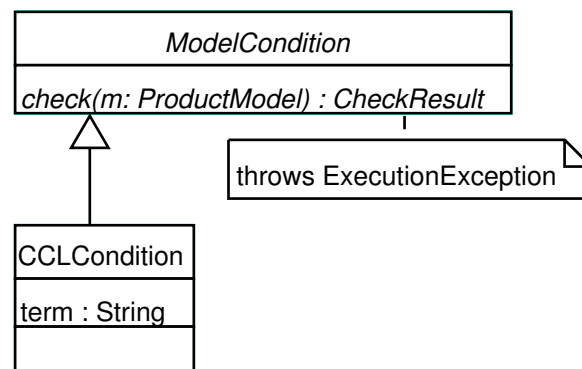 ModelCondition
check(m: ProductModel) : CheckResult
throws ExecutionException
CCLCondition
term : String